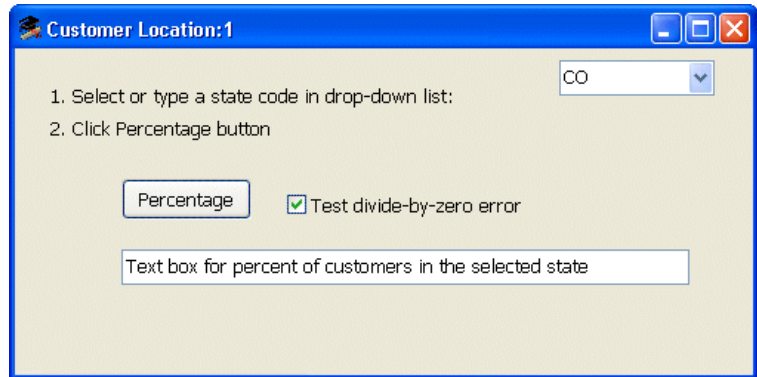 Customer Location:1
CO
1. Select or type a state code in drop-down list:
2. Click Percentage button
Percentage
Test divide-by-zero error
Text box for percent of customers in the selected state